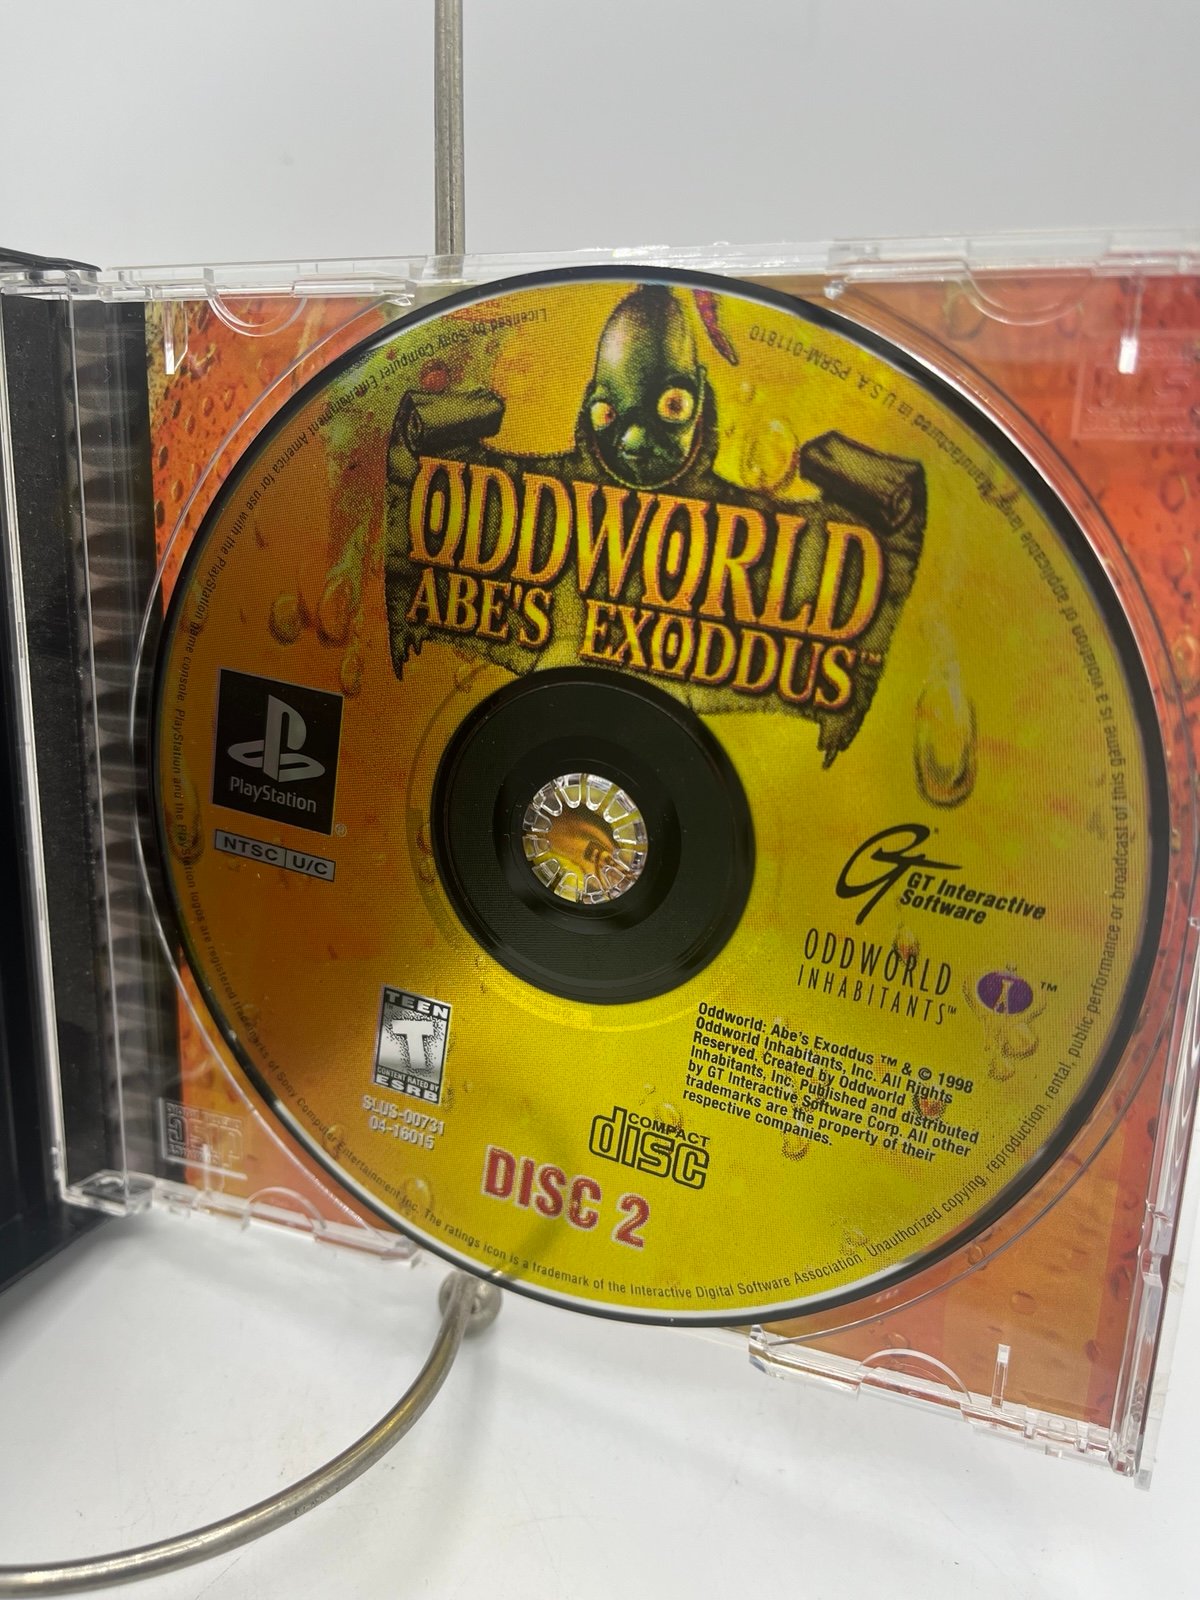 ODDWORLD
ABE'S EXODDUS™
PlayStation®
NTSC U/C
GT Interactive
Software
ODDWORLD
INHABITANTS™
™
Oddworld: Abe's Exoddus ™ & © 1998
Oddworld Inhabitants, Inc. All Rights
Reserved. Created by Oddworld
Inhabitants, Inc. Published and distributed
by GT Interactive Software Corp. All other
trademarks are the property of their
respective companies.
TEEN
T
CONTENT RATED BY
ESRB
SLUS-00731
04-16015
COMPACT
disc
DISC 2
Licensed by Sony Computer Entertainment America for use with the PlayStation game console. PlayStation and the PlayStation logos are registered trademarks of Sony Computer Entertainment Inc. The ratings icon is a trademark of the Interactive Digital Software Association. Unauthorized copying, reproduction, rental, public performance or broadcast of this game is a violation of applicable laws. Manufactured in U.S.A. PSRM-011810